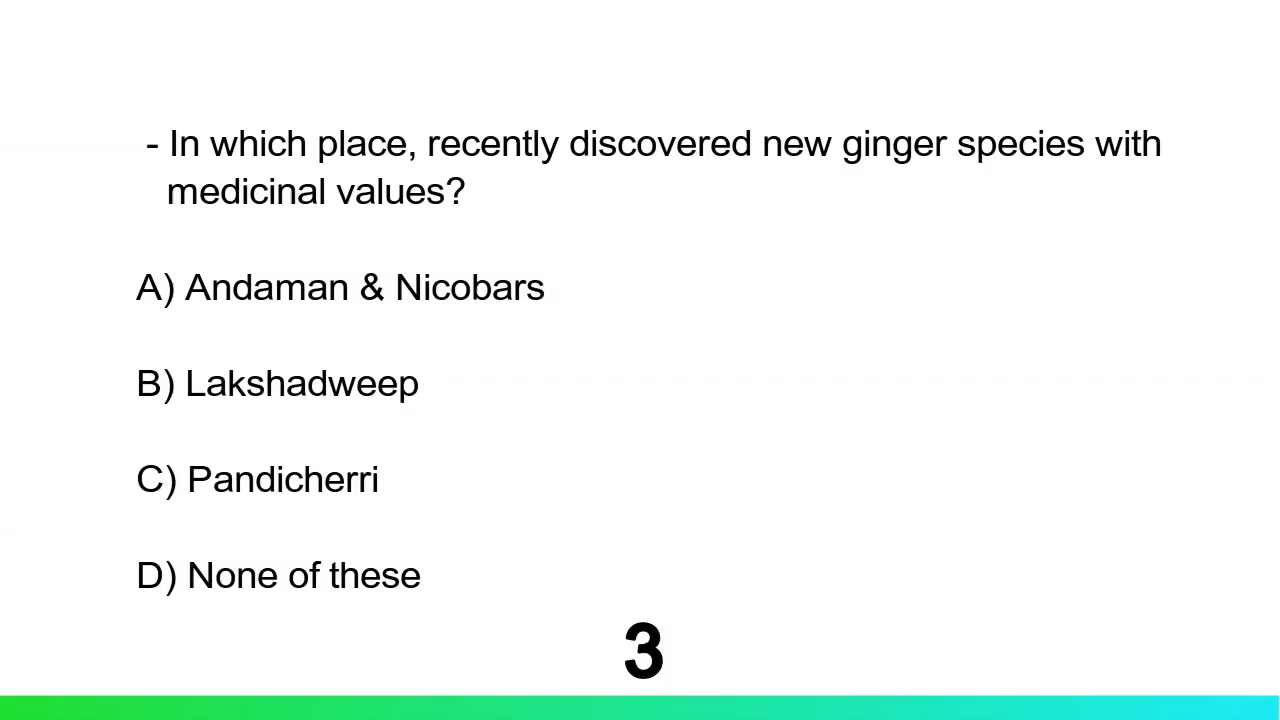 - In which place, recently discovered new ginger species with
medicinal values?
A) Andaman & Nicobars
B) Lakshadweep
C) Pandicherri
D) None of these
3